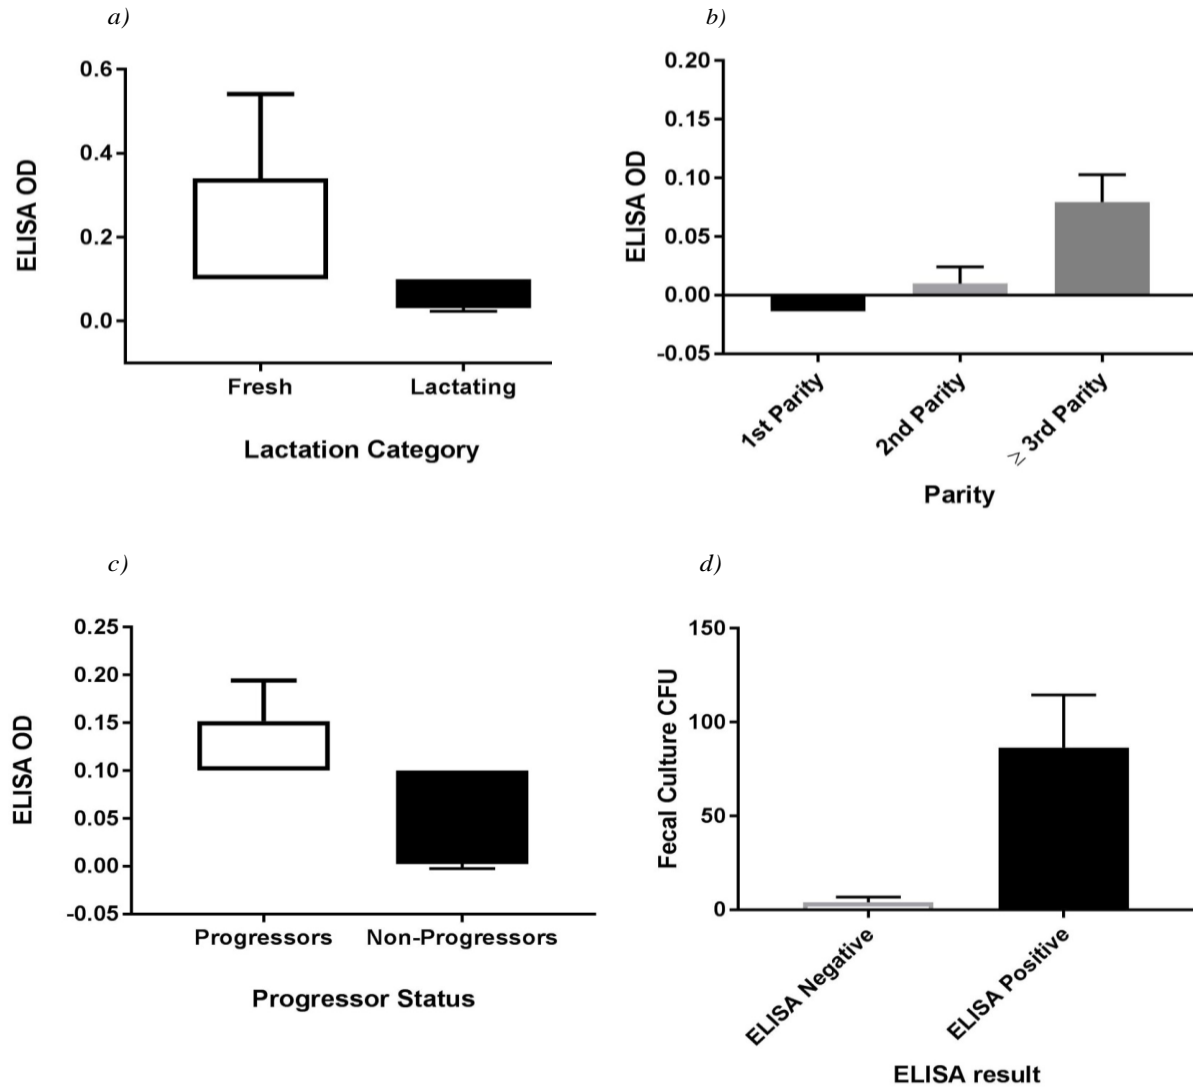 a)
ELISA OD
0.6
0.4
0.2
0.0
Fresh Lactating
Lactation Category
b)
ELISA OD
0.20
0.15
0.10
0.05
0.00
-0.05
1st Parity
2nd Parity
≥ 3rd Parity
Parity
c)
ELISA OD
0.25
0.20
0.15
0.10
0.05
0.00
-0.05
Progressors Non-Progressors
Progressor Status
d)
Fecal Culture CFU
150
100
50
0
ELISA Negative
ELISA Positive
ELISA result